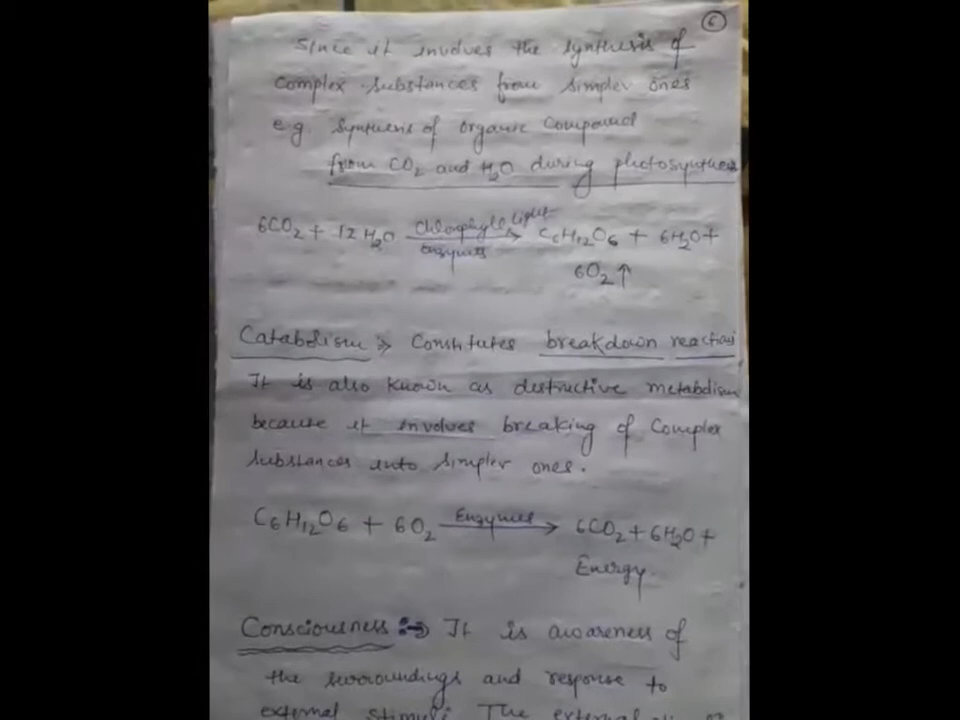 6
Since it involves the synthesis of
Complex substances from simpler ones
e.g. Synthesis of organic Compound
from CO₂ and H₂O during photosynthesis
6CO₂ + 12H₂O Chlorophyll, light → C₆H₁₂O₆ + 6H₂O +
Enzymes
6O₂ ↑
Catabolism ⇒ Constitutes breakdown reactions
It is also known as destructive metabolism
because it involves breaking of Complex
Substances into simpler ones.
C₆H₁₂O₆ + 6O₂ Enzymes → 6CO₂ + 6H₂O +
Energy.
Consciousness :→ It is awareness of
the surroundings and response to
external stimuli The external